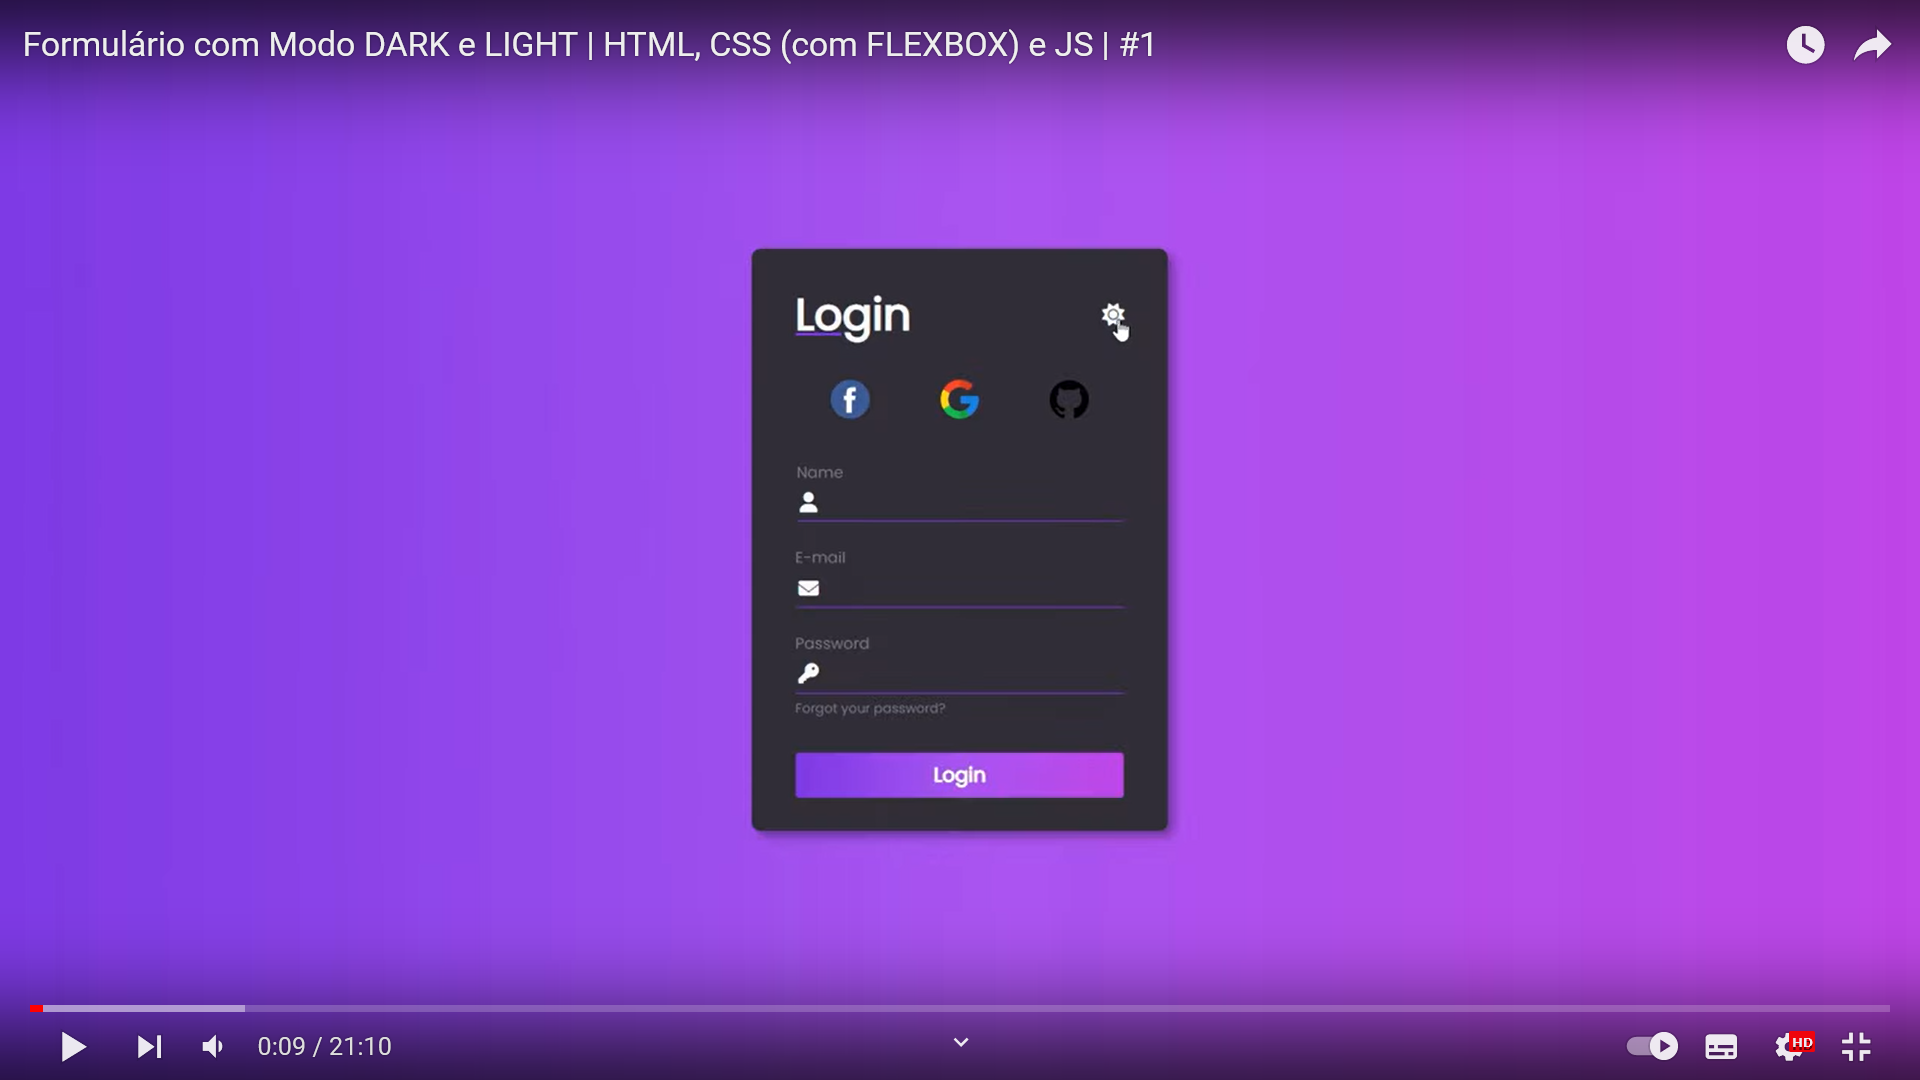 Formulário com Modo DARK e LIGHT | HTML, CSS (com FLEXBOX) e JS | #1
Login
Name
E-mail
Password
Forgot your password?
Login
0:09 / 21:10
HD